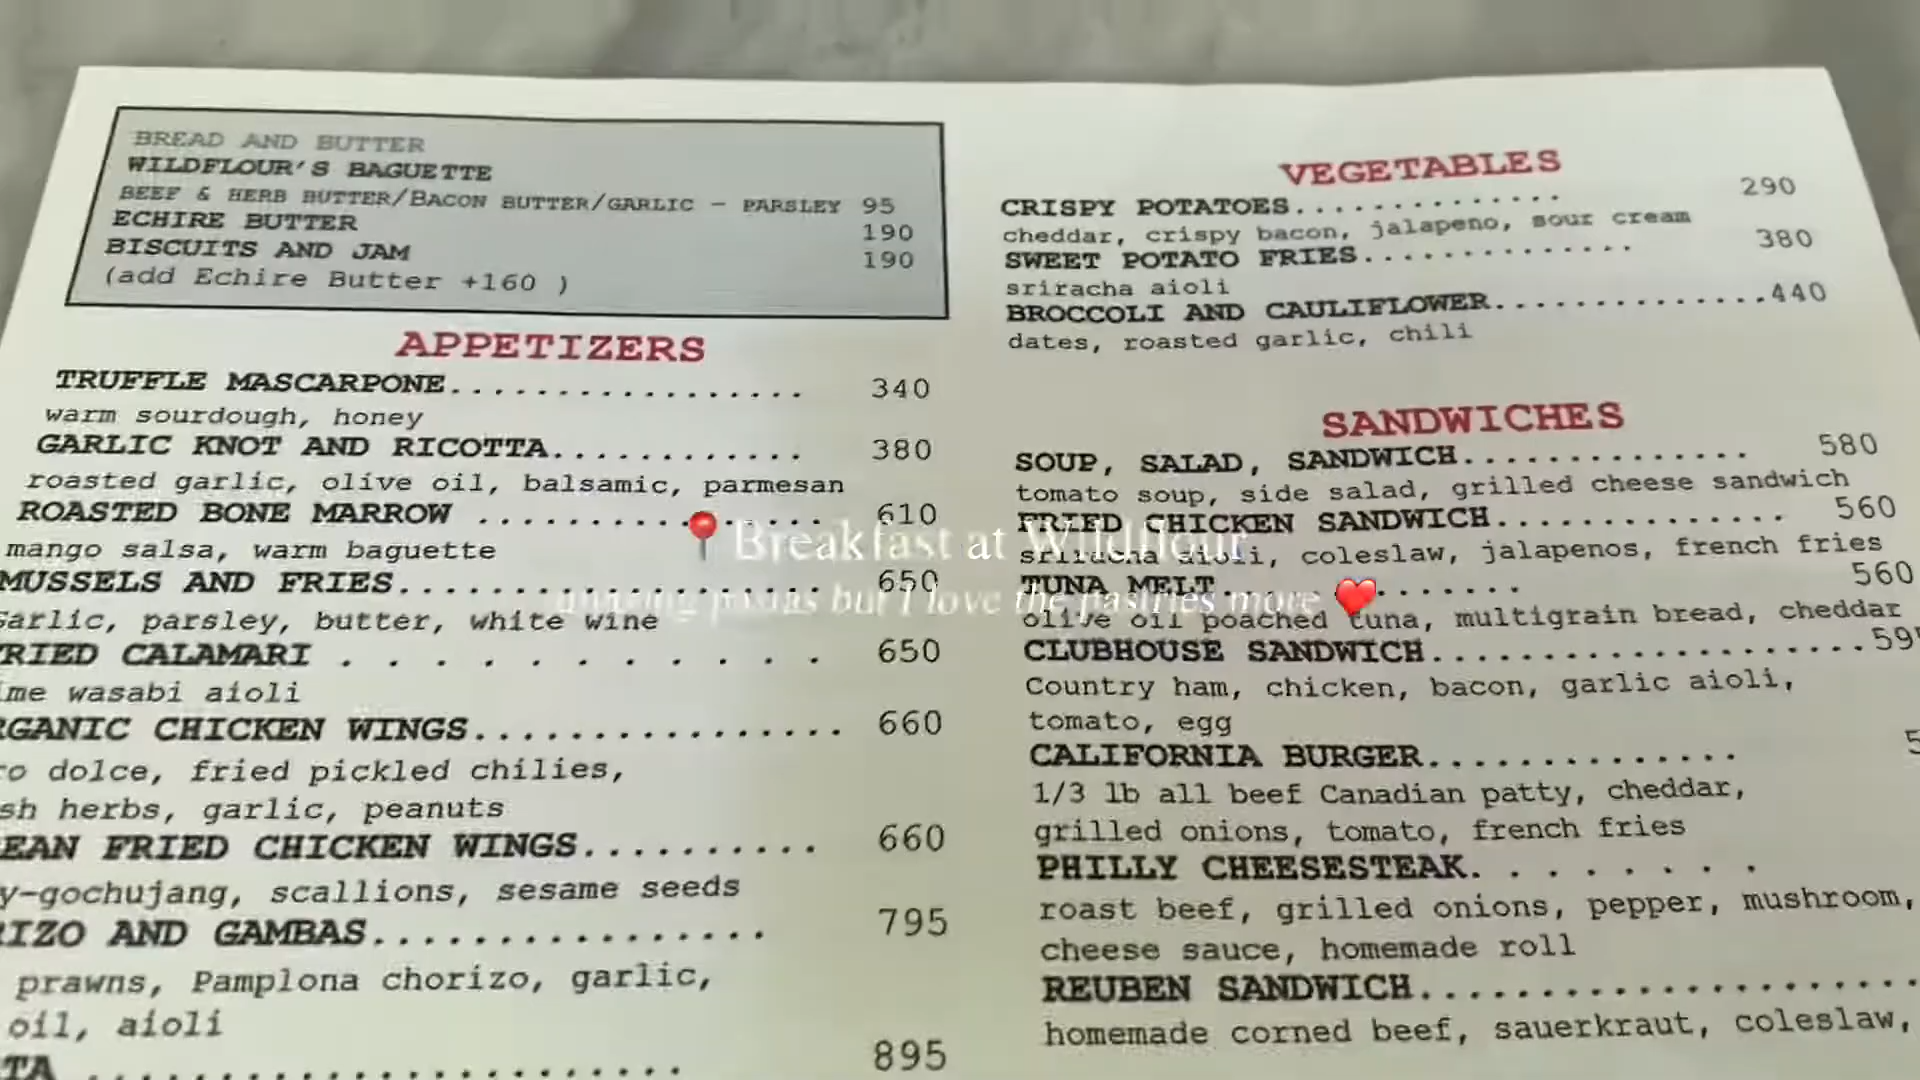 BREAD AND BUTTER
WILDFLOUR'S BAGUETTE
BEEF & HERB BUTTER/BACON BUTTER/GARLIC - PARSLEY 95
ECHIRE BUTTER 190
BISCUITS AND JAM 190
(add Echire Butter +160 )
APPETIZERS
TRUFFLE MASCARPONE................ 340
warm sourdough, honey
GARLIC KNOT AND RICOTTA............ 380
roasted garlic, olive oil, balsamic, parmesan
ROASTED BONE MARROW ................ 610
mango salsa, warm baguette
MUSSELS AND FRIES.................... 650
Garlic, parsley, butter, white wine
FRIED CALAMARI . . . . . . . . . . . . 650
ime wasabi aioli
RGANIC CHICKEN WINGS................ 660
ro dolce, fried pickled chilies,
sh herbs, garlic, peanuts
EAN FRIED CHICKEN WINGS.......... 660
y-gochujang, scallions, sesame seeds
RIZO AND GAMBAS................ 795
prawns, Pamplona chorizo, garlic,
oil, aioli
TA ....................... 895
VEGETABLES
CRISPY POTATOES.............. 290
cheddar, crispy bacon, jalapeno, sour cream
SWEET POTATO FRIES.............. 380
sriracha aioli
BROCCOLI AND CAULIFLOWER..............440
dates, roasted garlic, chili
SANDWICHES
SOUP, SALAD, SANDWICH.............. 580
tomato soup, side salad, grilled cheese sandwich
FRIED CHICKEN SANDWICH.............. 560
sriracha aioli, coleslaw, jalapenos, french fries
TUNA MELT.............. 560
olive oil poached tuna, multigrain bread, cheddar
CLUBHOUSE SANDWICH.....................595
Country ham, chicken, bacon, garlic aioli,
tomato, egg
CALIFORNIA BURGER.............. 5
1/3 lb all beef Canadian patty, cheddar,
grilled onions, tomato, french fries
PHILLY CHEESESTEAK. . . . . . . .
roast beef, grilled onions, pepper, mushroom,
cheese sauce, homemade roll
REUBEN SANDWICH.....................
homemade corned beef, sauerkraut, coleslaw,
📍 Breakfast at Wildflour
amazing pastas but I love the pastries more ❤️